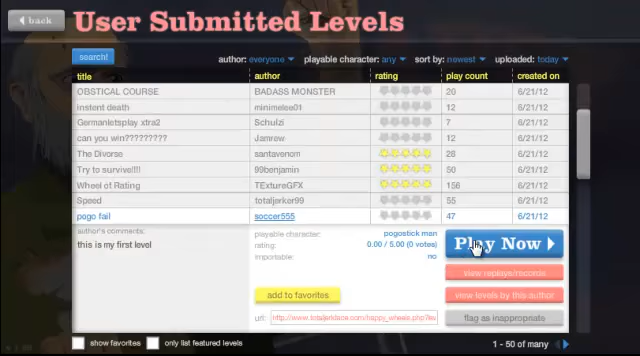 back
User Submitted Levels
search!
author: everyone playable character: any sort by: newest uploaded: today
title author rating play count created on
OBSTICAL COURSE BADASS MONSTER 20 6/21/12
instent death minimelee01 12 6/21/12
Germanletsplay xtra2 Schulzi 7 6/21/12
can you win????????? Jamrew 12 6/21/12
The Divorse santavenom 28 6/21/12
Try to survive!!!! 99benjamin 50 6/21/12
Wheel of Rating TExtureGFX 156 6/21/12
Speed totaljerker99 55 6/21/12
pogo fail soccer555 47 6/21/12
author's comments:
this is my first level
playable character: pogostick man
rating: 0.00 / 5.00 (0 votes)
importable: no
Play Now
view replays/records
add to favorites
view levels by this author
url: http://www.totaljerkface.com/happy_wheels.php?
flag as inappropriate
show favorites only list featured levels
1 - 50 of many